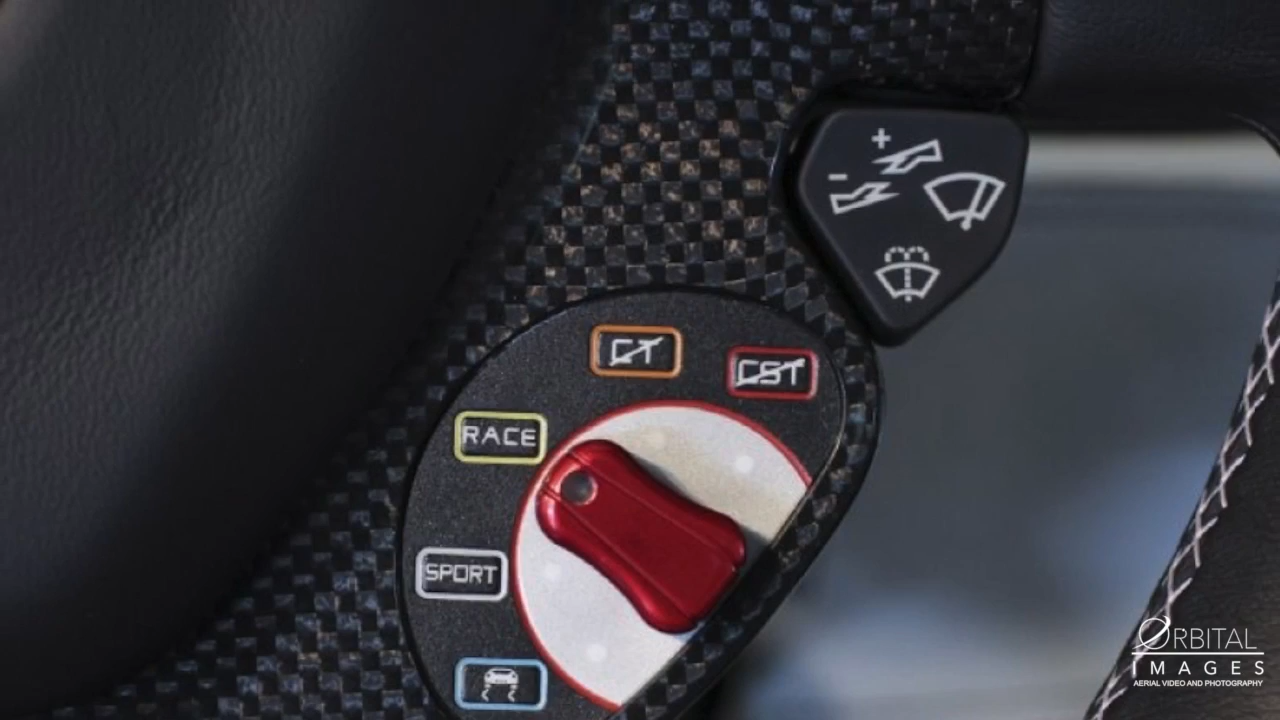 CT
CST
RACE
SPORT
ORBITAL
IMAGES
AERIAL VIDEO AND PHOTOGRAPHY